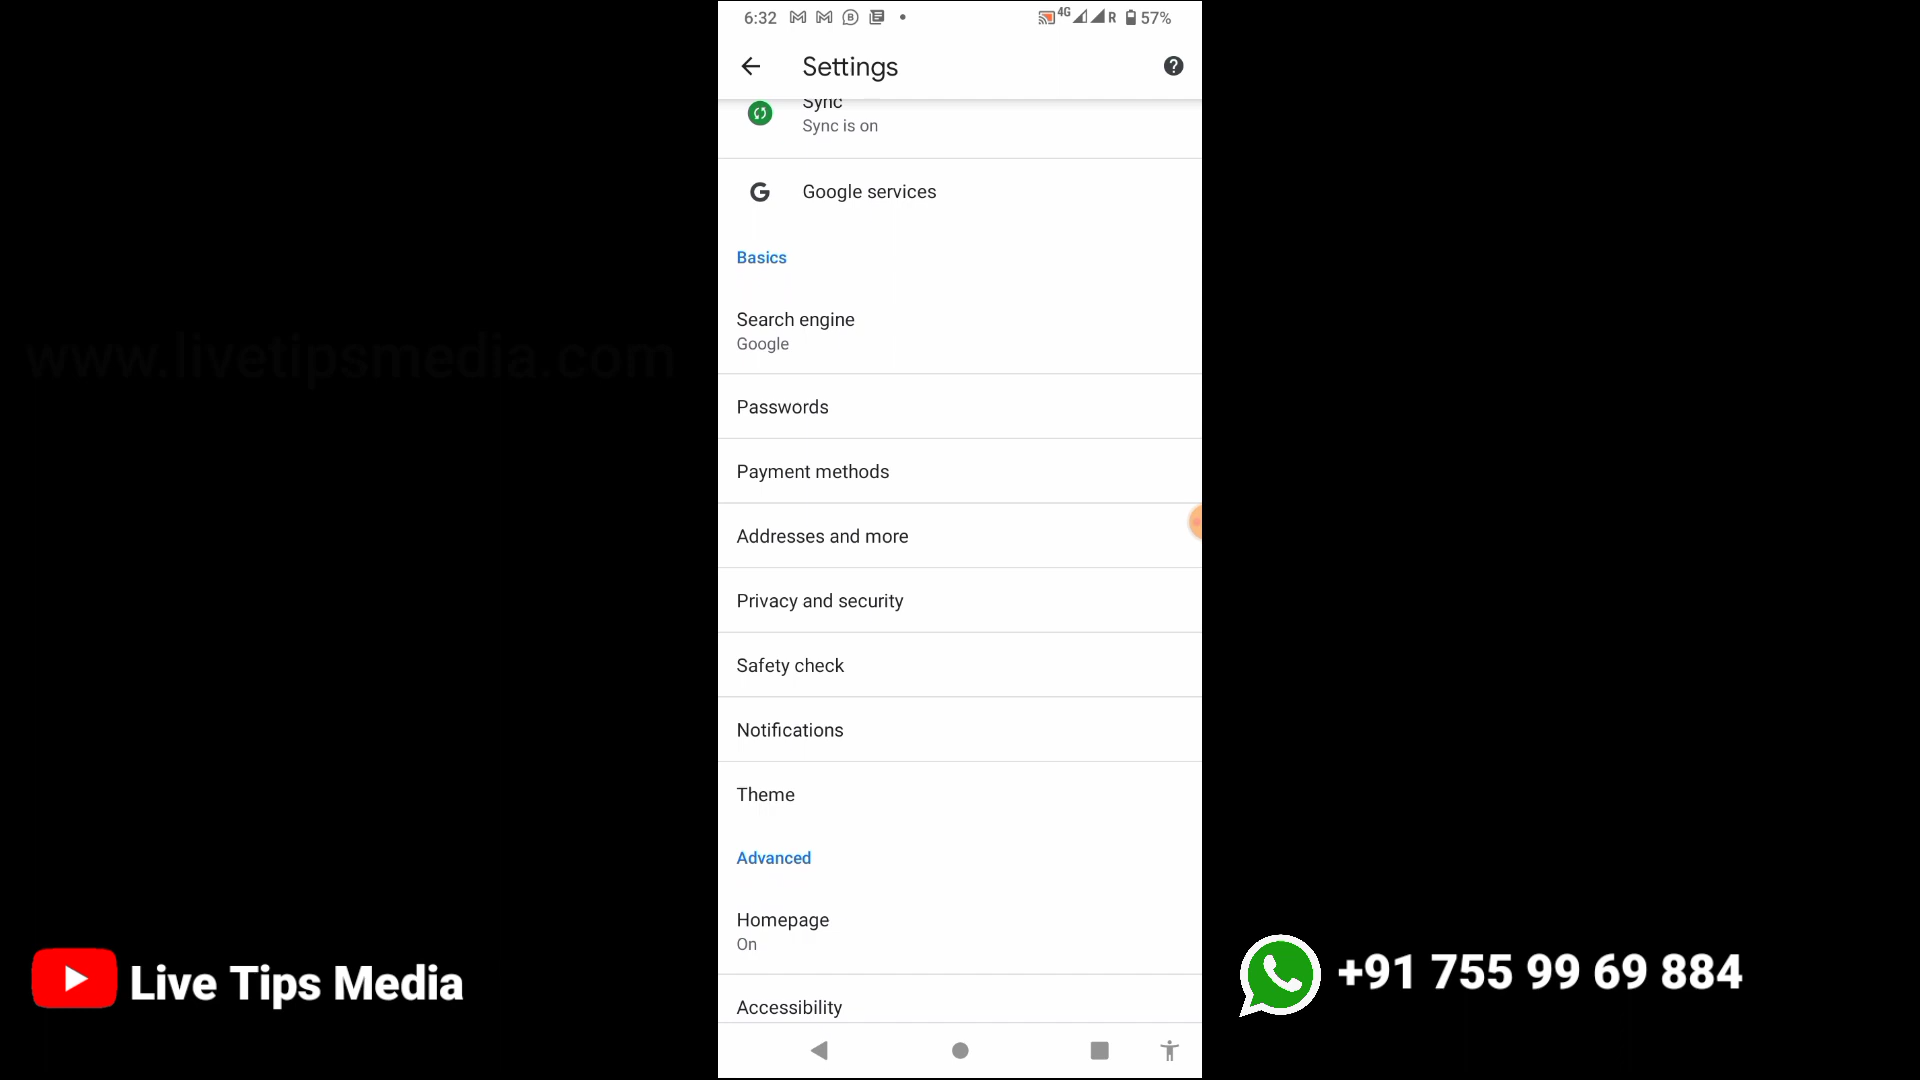 6:32
4G R 57%
Settings
Sync
Sync is on
Google services
Basics
Search engine
Google
www.livetipsmedia.com
Passwords
Payment methods
Addresses and more
Privacy and security
Safety check
Notifications
Theme
Advanced
Homepage
On
Accessibility
Live Tips Media
+91 755 99 69 884